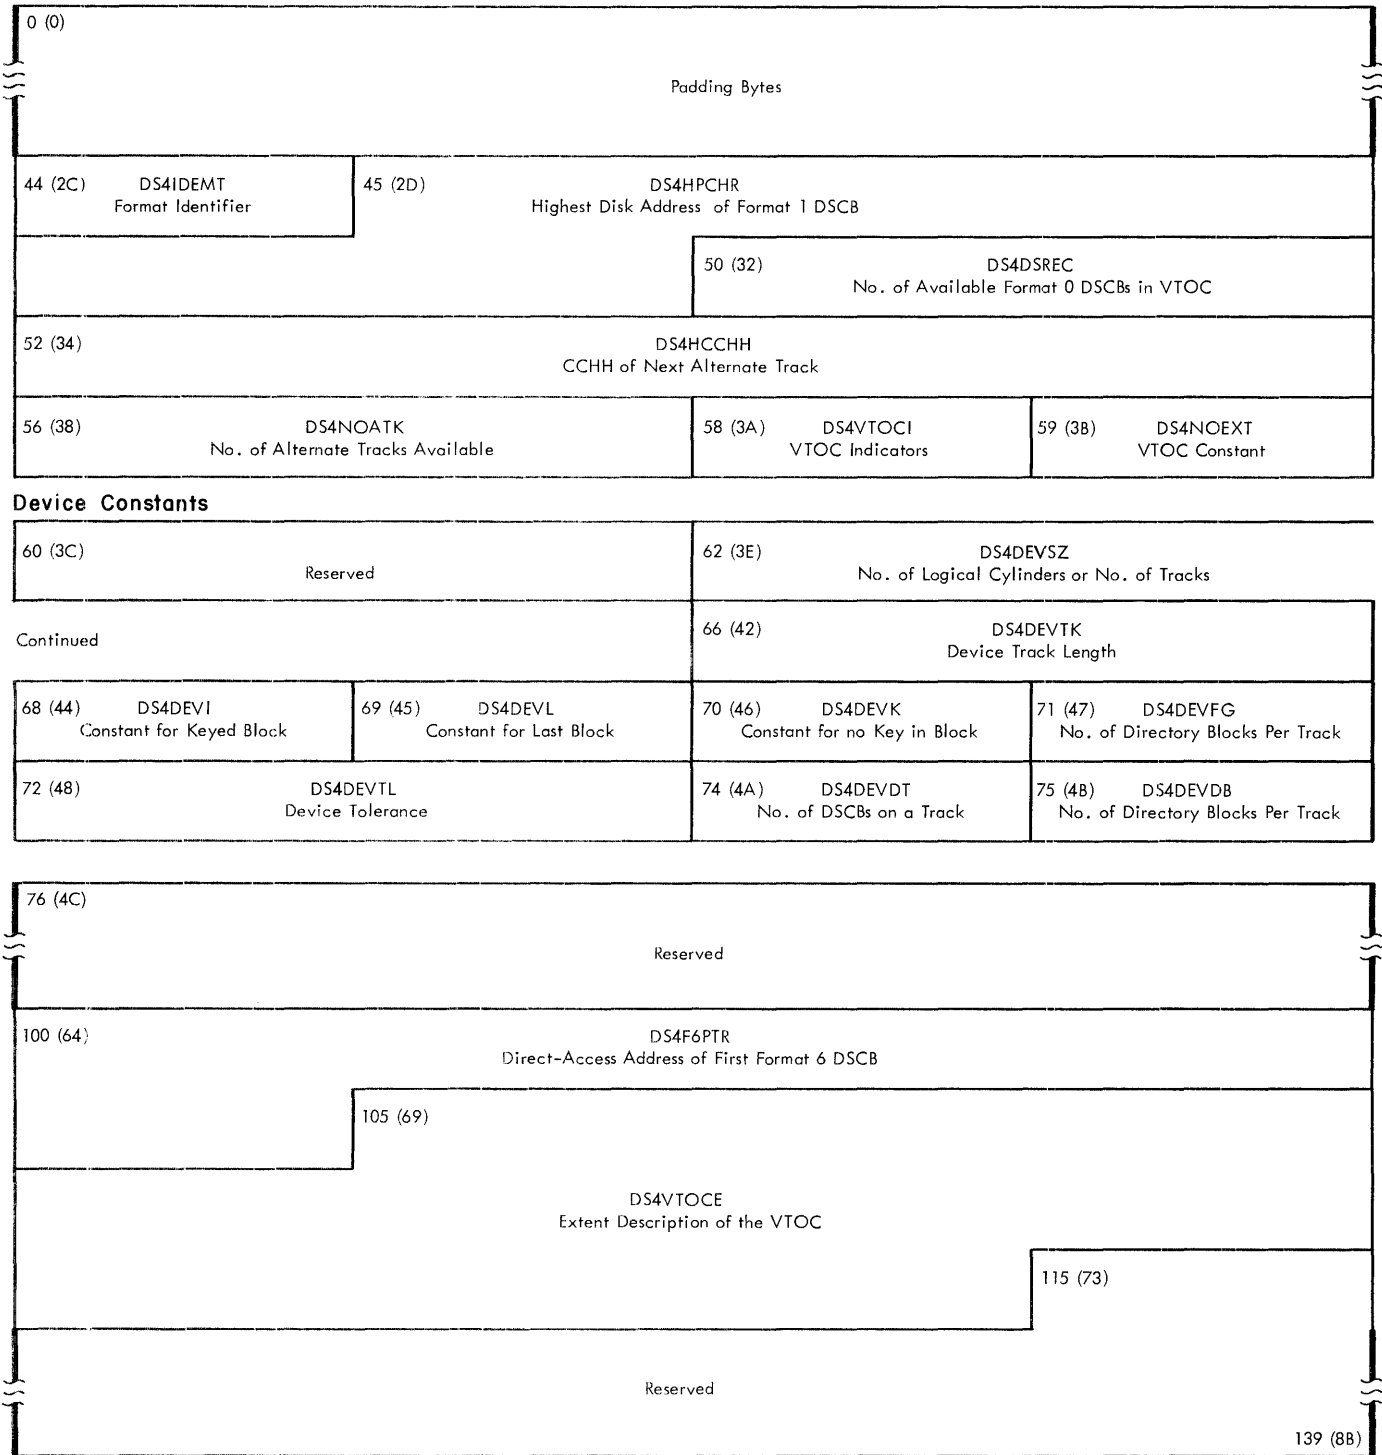 0 (0)
Padding Bytes
44 (2C) DS4IDEMT
Format Identifier
45 (2D) DS4HPCHR
Highest Disk Address of Format 1 DSCB
50 (32) DS4DSREC
No. of Available Format 0 DSCBs in VTOC
52 (34) DS4HCCHH
CCHH of Next Alternate Track
56 (38) DS4NOATK
No. of Alternate Tracks Available
58 (3A) DS4VTOCI
VTOC Indicators
59 (3B) DS4NOEXT
VTOC Constant
Device Constants
60 (3C)
Reserved
62 (3E) DS4DEVSZ
No. of Logical Cylinders or No. of Tracks
Continued
66 (42) DS4DEVTK
Device Track Length
68 (44) DS4DEVI
Constant for Keyed Block
69 (45) DS4DEVL
Constant for Last Block
70 (46) DS4DEVK
Constant for no Key in Block
71 (47) DS4DEVFG
No. of Directory Blocks Per Track
72 (48) DS4DEVTL
Device Tolerance
74 (4A) DS4DEVDT
No. of DSCBs on a Track
75 (4B) DS4DEVDB
No. of Directory Blocks Per Track
76 (4C)
Reserved
100 (64) DS4F6PTR
Direct-Access Address of First Format 6 DSCB
105 (69)
DS4VTOCE
Extent Description of the VTOC
115 (73)
Reserved
139 (8B)